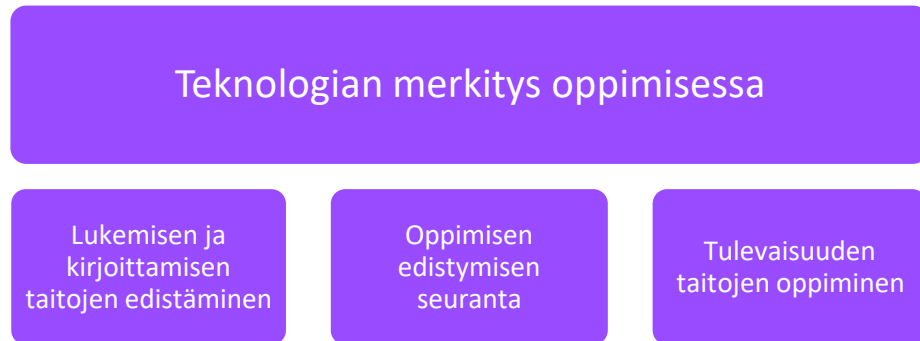 Teknologian merkitys oppimisessa
Lukemisen ja
kirjoittamisen
taitojen edistäminen
Oppimisen
edistymisen
seuranta
Tulevaisuuden
taitojen oppiminen